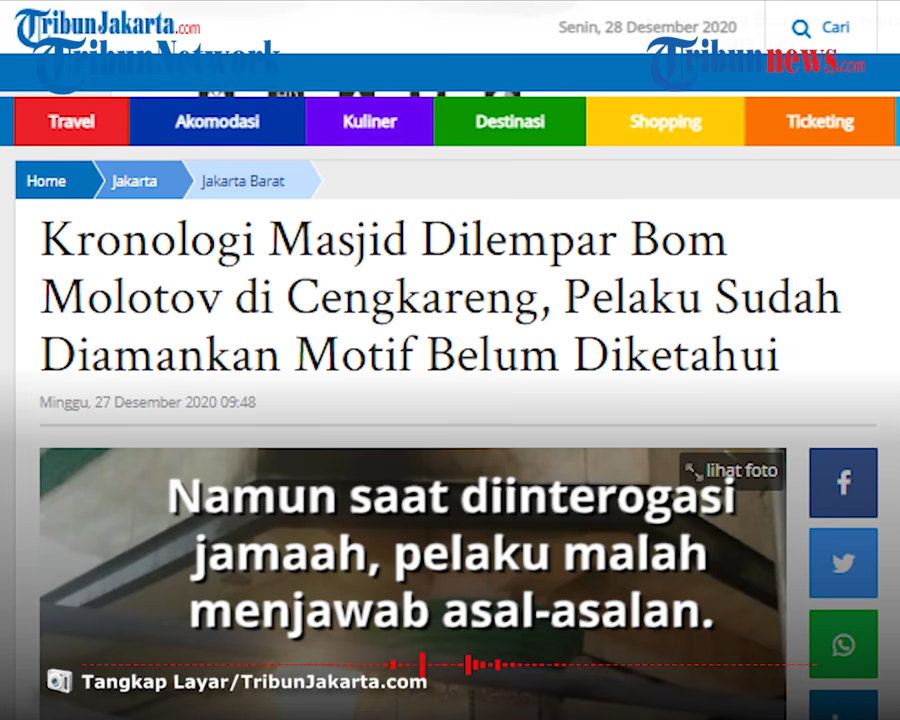 TribunJakarta.com
Senin, 28 Desember 2020
Cari
TribunNetwork
Tribunnews.com
Travel
Akomodasi
Kuliner
Destinasi
Shopping
Ticketing
Home
Jakarta
Jakarta Barat
Kronologi Masjid Dilempar Bom
Molotov di Cengkareng, Pelaku Sudah
Diamankan Motif Belum Diketahui
Minggu, 27 Desember 2020 09:48
lihat foto
Namun saat diinterogasi
jamaah, pelaku malah
menjawab asal-asalan.
Tangkap Layar/TribunJakarta.com